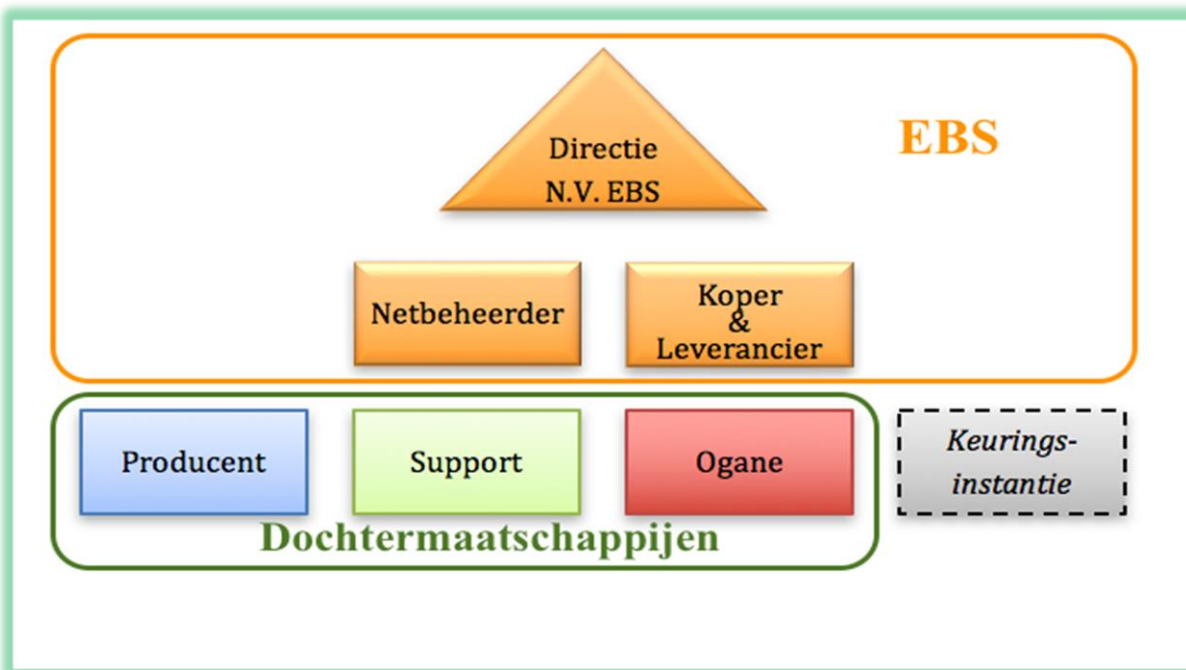 EBS
Directie
N.V. EBS
Netbeheerder
Koper
&
Leverancier
Producent
Support
Ogane
Keurings-
instantie
Dochtermaatschappijen